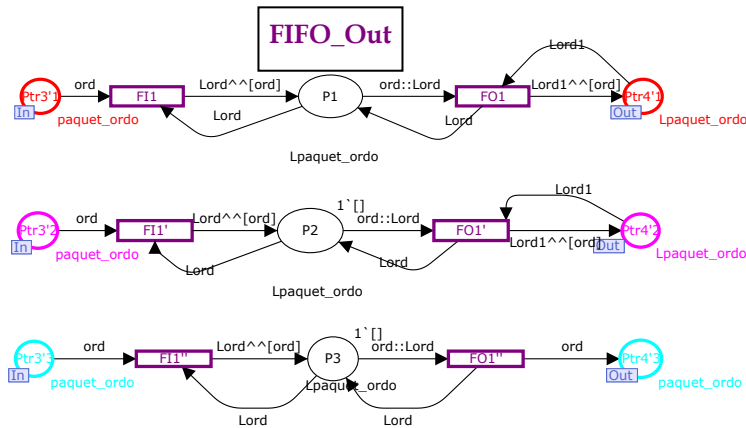 FIFO_Out
Lord1
ord Lord^^[ord] ord::Lord Lord1^^[ord]
Ptr3'1 FI1 P1 FO1 Ptr4'1
In Lord Lord Out
paquet_ordo Lpaquet_ordo
Lpaquet_ordo
Lord1
1`[]
ord Lord^^[ord] ord::Lord
Ptr3'2 FI1' P2 FO1' Ptr4'2
In Lord1^^[ord] Out
paquet_ordo Lord Lord Lpaquet_ordo
Lpaquet_ordo
1`[]
ord Lord^^[ord] ord::Lord ord
Ptr3'3 FI1'' P3 FO1'' Ptr4'3
In Out
paquet_ordo Lpaquet_ordo paquet_ordo
Lord Lord